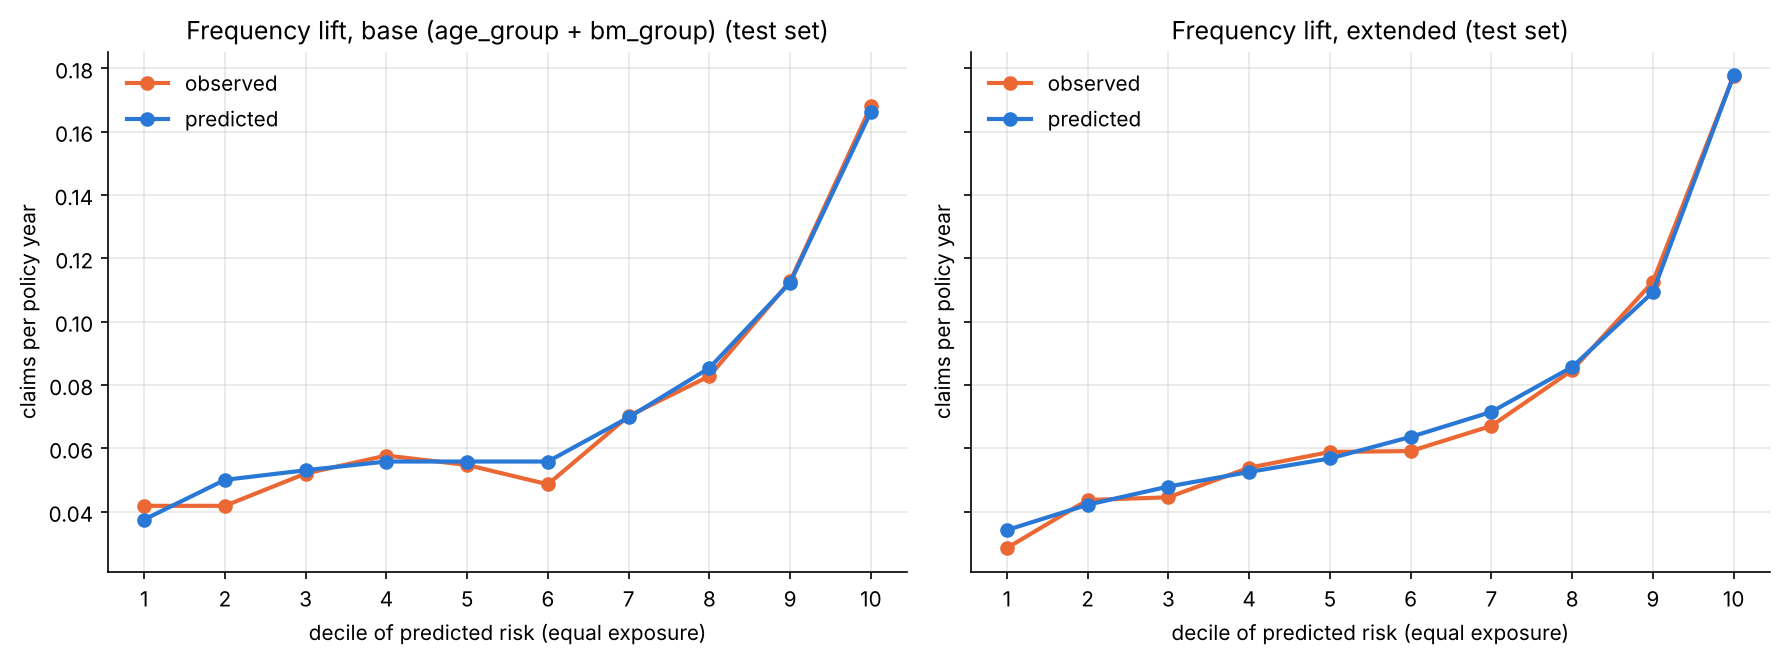 Frequency lift, base (age_group + bm_group) (test set)
observed
predicted
claims per policy year
0.18
0.16
0.14
0.12
0.10
0.08
0.06
0.04
1 2 3 4 5 6 7 8 9 10
decile of predicted risk (equal exposure)
Frequency lift, extended (test set)
observed
predicted
claims per policy year
1 2 3 4 5 6 7 8 9 10
decile of predicted risk (equal exposure)